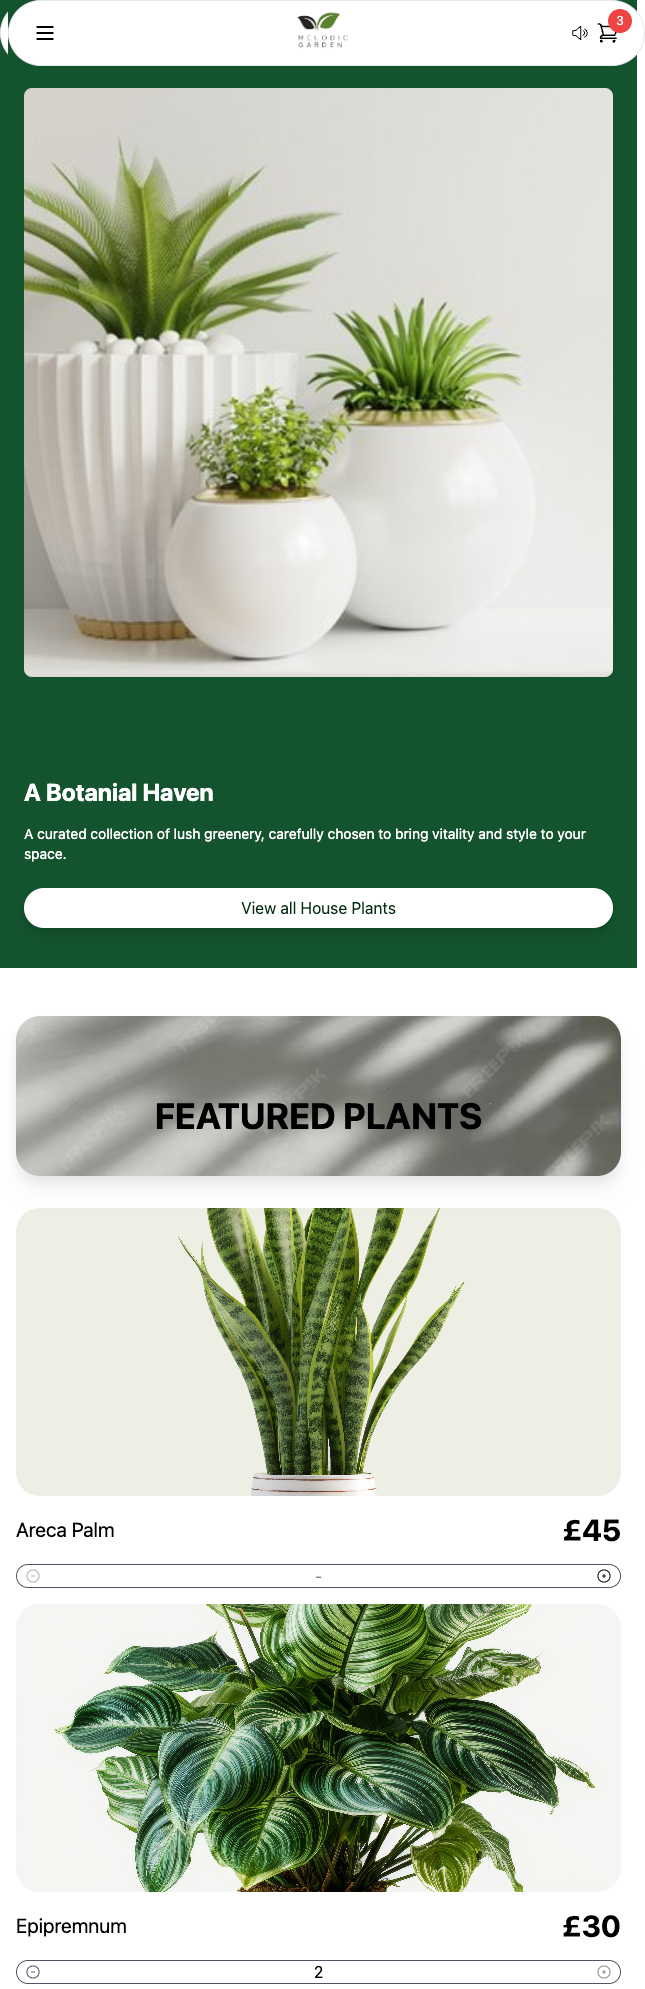 3
MELODIC
GARDEN
A Botanial Haven
A curated collection of lush greenery, carefully chosen to bring vitality and style to your
space.
View all House Plants
FEATURED PLANTS
Areca Palm £45
-
Epipremnum £30
2